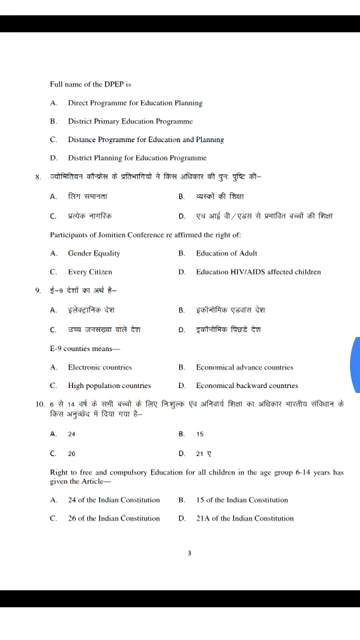 Full name of the DPEP is
A. Direct Programme for Education Planning
B. District Primary Education Programme
C. Distance Programme for Education and Planning
D. District Planning for Education Programme
8. ज्योमितियन कॉन्फ्रेंस के प्रतिभागियों ने किस अधिकार की पुनः पुष्टि की–
A. लिंग समानता B. व्यस्कों की शिक्षा
C. प्रत्येक नागरिक D. एच आई वी/एडस से प्रभावित बच्चों की शिक्षा
Participants of Jomitien Conference re affirmed the right of:
A. Gender Equality B. Education of Adult
C. Every Citizen D. Education HIV/AIDS affected children
9. ई–9 देशों का अर्थ है–
A. इलेक्ट्रानिक देश B. इकॉनोमिक एडवांस देश
C. उच्च जनसख्या वाले देश D. इकॉनोमिक पिछडे देश
E-9 counties means—
A. Electronic countries B. Economical advance countries
C. High population countries D. Economical backward countries
10. 6 से 14 वर्ष के सभी बच्चों के लिए निःशुल्क एंव अनिवार्य शिक्षा का अधिकार भारतीय संविधान के
किस अनुच्छेद में दिया गया है–
A. 24 B. 15
C. 26 D. 21 ए
Right to free and compulsory Education for all children in the age group 6-14 years has
given the Article—
A. 24 of the Indian Constitution B. 15 of the Indian Constitution
C. 26 of the Indian Constitution D. 21A of the Indian Constitution
3